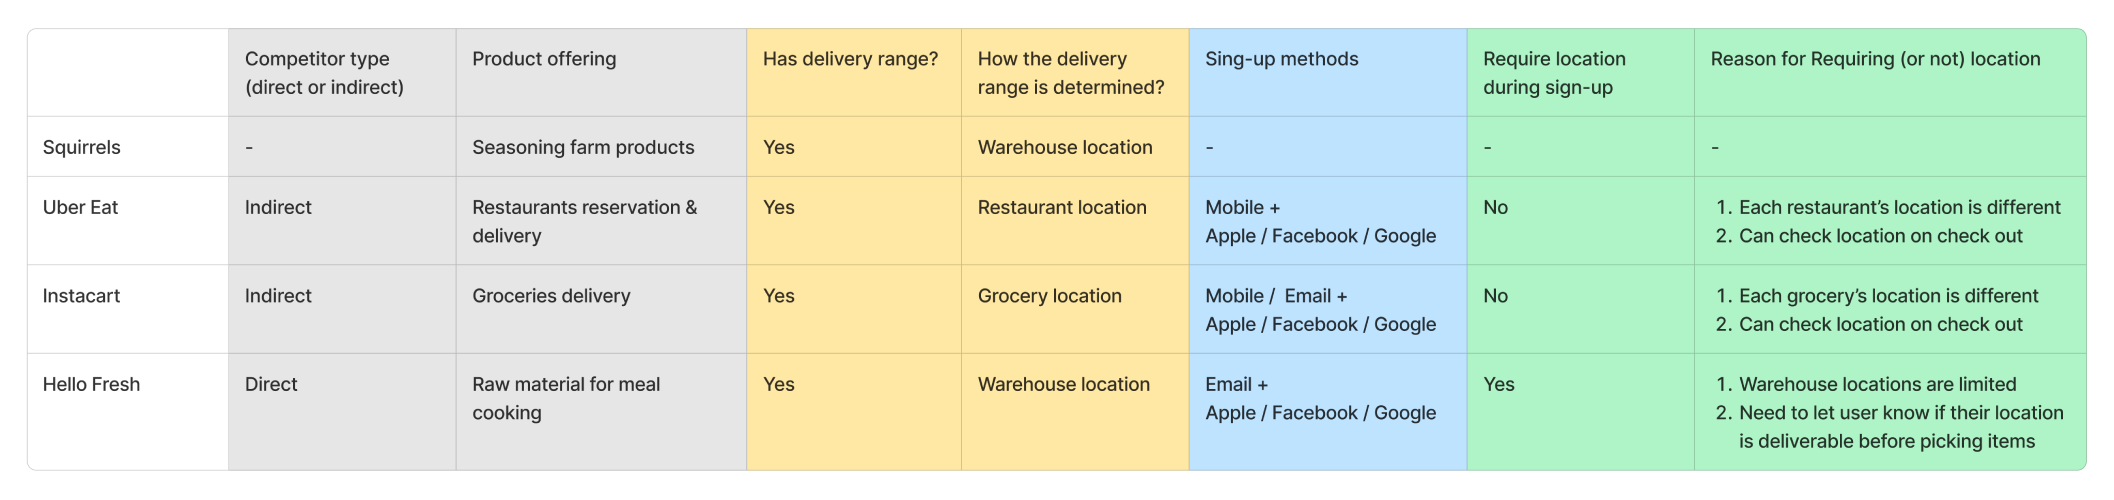 Competitor type
(direct or indirect)
Product offering
Has delivery range?
How the delivery
range is determined?
Sing-up methods
Require location
during sign-up
Reason for Requiring (or not) location
Squirrels
-
Seasoning farm products
Yes
Warehouse location
-
-
-
Uber Eat
Indirect
Restaurants reservation &
delivery
Yes
Restaurant location
Mobile +
Apple / Facebook / Google
No
1. Each restaurant’s location is different
2. Can check location on check out
Instacart
Indirect
Groceries delivery
Yes
Grocery location
Mobile /  Email +
Apple / Facebook / Google
No
1. Each grocery’s location is different
2. Can check location on check out
Hello Fresh
Direct
Raw material for meal
cooking
Yes
Warehouse location
Email +
Apple / Facebook / Google
Yes
1. Warehouse locations are limited
2. Need to let user know if their location
is deliverable before picking items